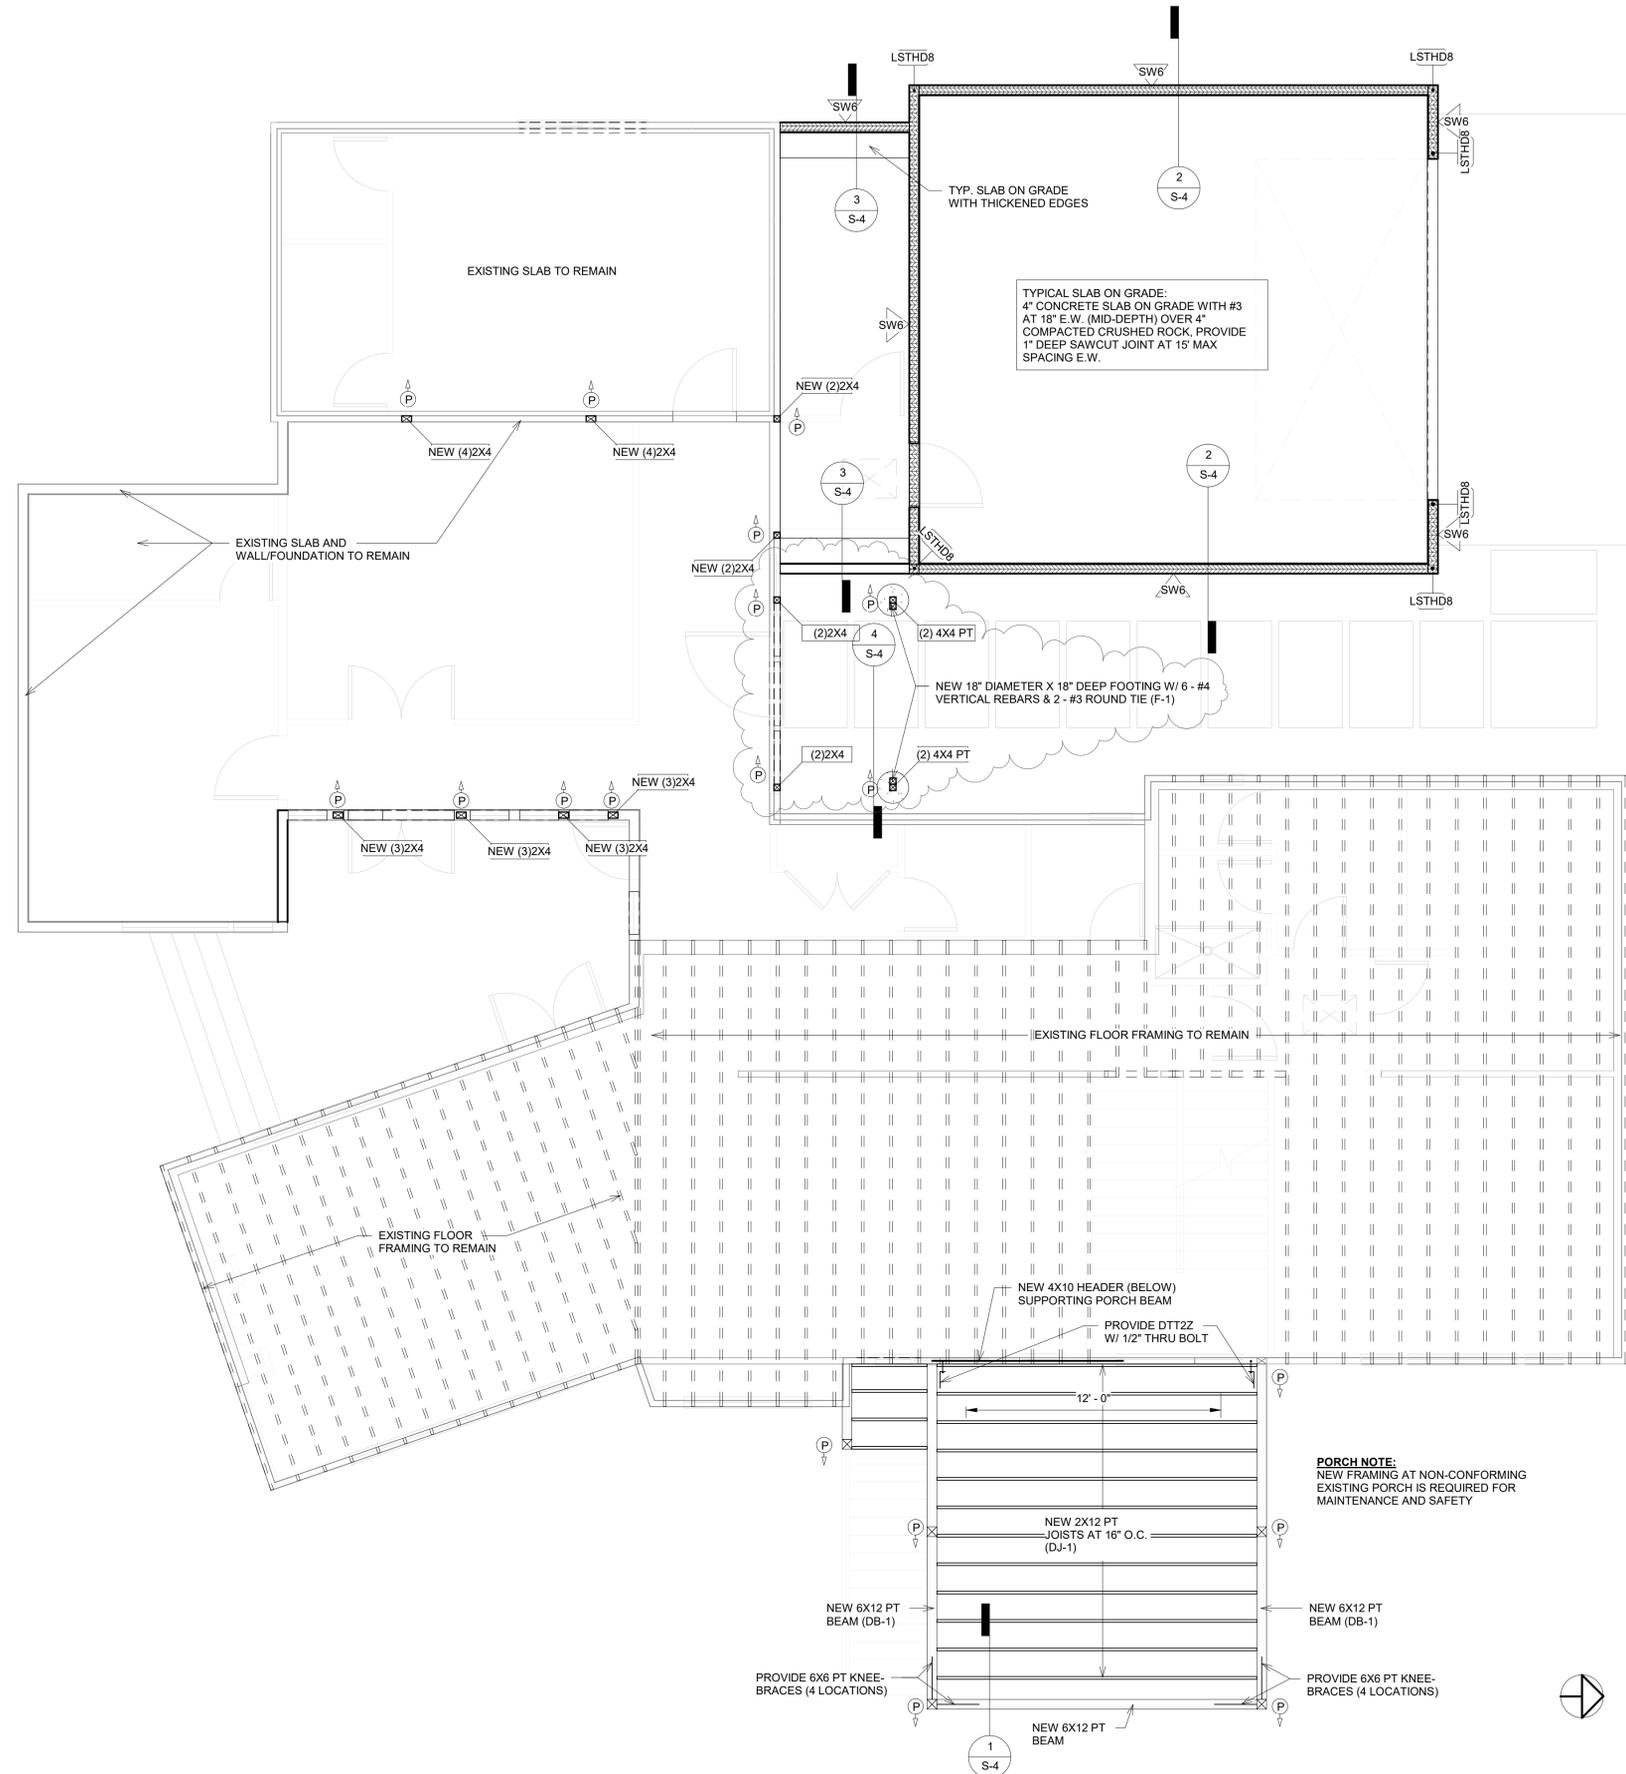 LSTHD8
LSTHD8
SW6
SW6
SW6
LSTHD8
2
S-4
TYP. SLAB ON GRADE
WITH THICKENED EDGES
3
S-4
EXISTING SLAB TO REMAIN
TYPICAL SLAB ON GRADE:
4" CONCRETE SLAB ON GRADE WITH #3
AT 18" E.W. (MID-DEPTH) OVER 4"
COMPACTED CRUSHED ROCK, PROVIDE
1" DEEP SAWCUT JOINT AT 15' MAX
SPACING E.W.
SW6
NEW (2)2X4
P
P
P
NEW (4)2X4
NEW (4)2X4
2
S-4
3
S-4
LSTHD8
SW6
LSTHD8
EXISTING SLAB AND
WALL/FOUNDATION TO REMAIN
P
NEW (2)2X4
SW6
LSTHD8
P
P
(2)2X4
4
S-4
(2) 4X4 PT
NEW 18" DIAMETER X 18" DEEP FOOTING W/ 6 - #4
VERTICAL REBARS & 2 - #3 ROUND TIE (F-1)
(2)2X4
(2) 4X4 PT
P
P
NEW (3)2X4
P
P
P
P
NEW (3)2X4
NEW (3)2X4
NEW (3)2X4
EXISTING FLOOR FRAMING TO REMAIN
EXISTING FLOOR
FRAMING TO REMAIN
NEW 4X10 HEADER (BELOW)
SUPPORTING PORCH BEAM
PROVIDE DTT2Z
W/ 1/2" THRU BOLT
P
12' - 0"
P
PORCH NOTE:
NEW FRAMING AT NON-CONFORMING
EXISTING PORCH IS REQUIRED FOR
MAINTENANCE AND SAFETY
P
NEW 2X12 PT
JOISTS AT 16" O.C.
(DJ-1)
P
NEW 6X12 PT
BEAM (DB-1)
NEW 6X12 PT
BEAM (DB-1)
PROVIDE 6X6 PT KNEE-
BRACES (4 LOCATIONS)
PROVIDE 6X6 PT KNEE-
BRACES (4 LOCATIONS)
P
P
NEW 6X12 PT
BEAM
1
S-4